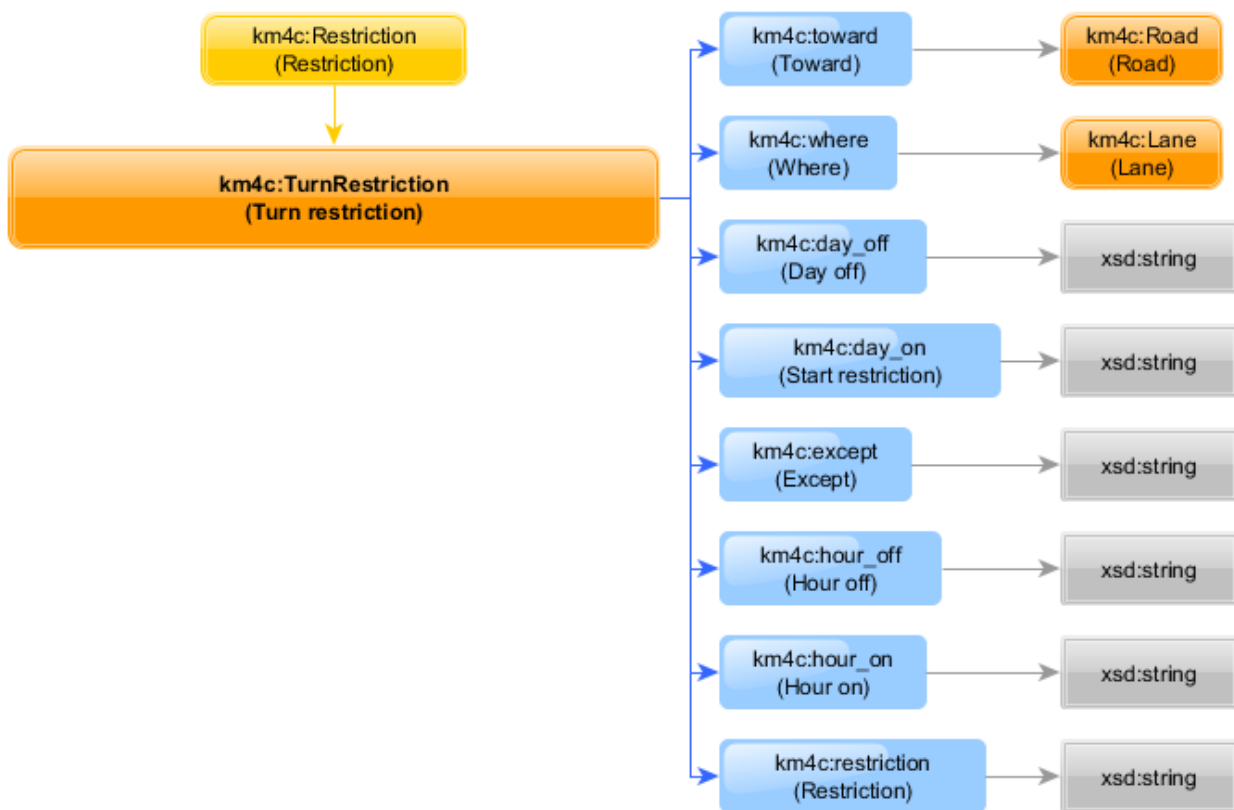 km4c:Restriction
(Restriction)
km4c:TurnRestriction
(Turn restriction)
km4c:toward
(Toward)
km4c:Road
(Road)
km4c:where
(Where)
km4c:Lane
(Lane)
km4c:day_off
(Day off)
xsd:string
km4c:day_on
(Start restriction)
xsd:string
km4c:except
(Except)
xsd:string
km4c:hour_off
(Hour off)
xsd:string
km4c:hour_on
(Hour on)
xsd:string
km4c:restriction
(Restriction)
xsd:string